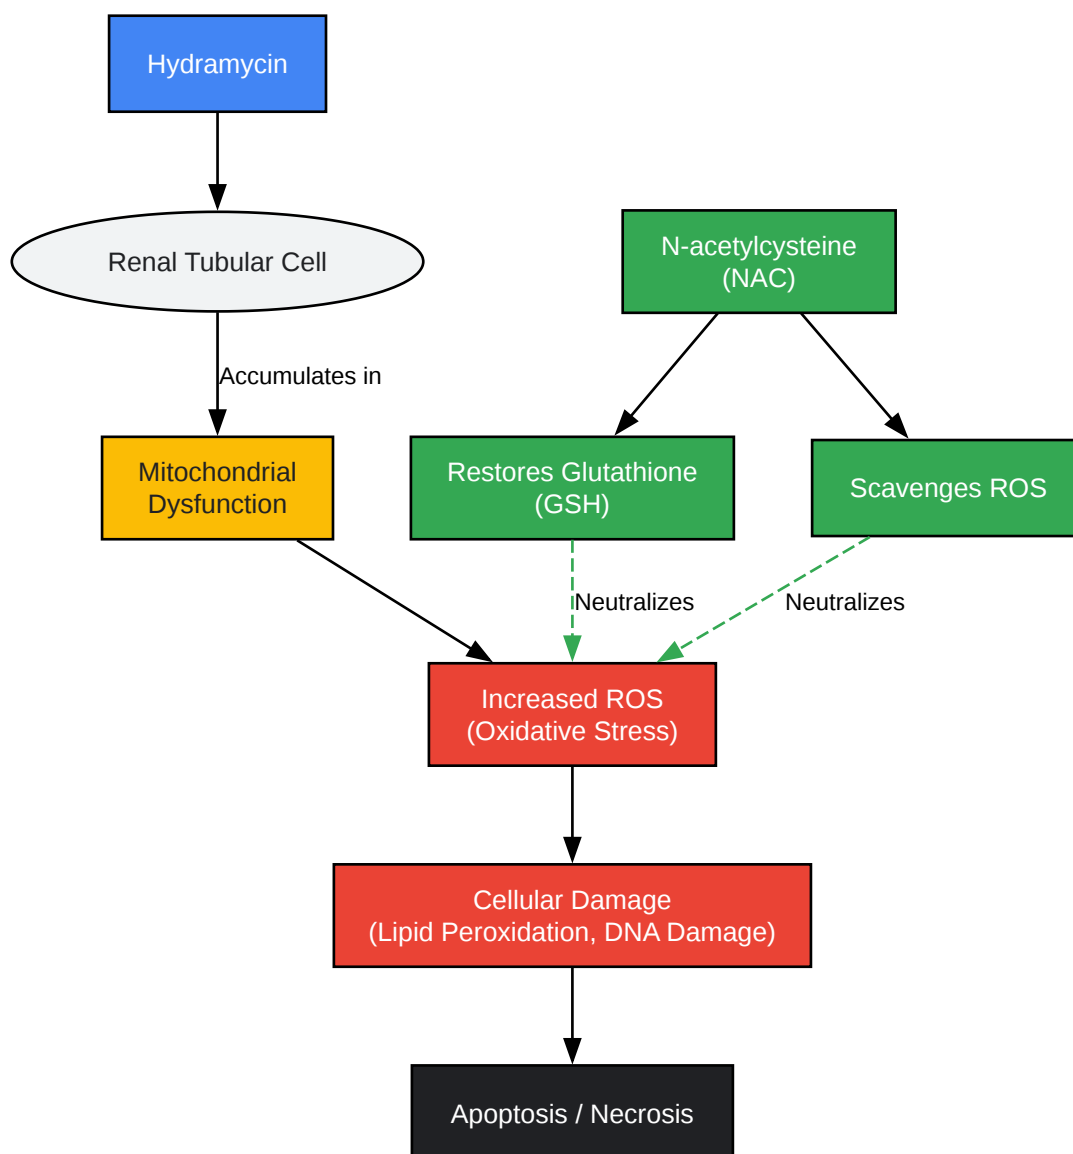 Hydramycin
Renal Tubular Cell
N-acetylcysteine
(NAC)
Accumulates in
Mitochondrial
Dysfunction
Restores Glutathione
(GSH)
Scavenges ROS
Neutralizes
Neutralizes
Increased ROS
(Oxidative Stress)
Cellular Damage
(Lipid Peroxidation, DNA Damage)
Apoptosis / Necrosis